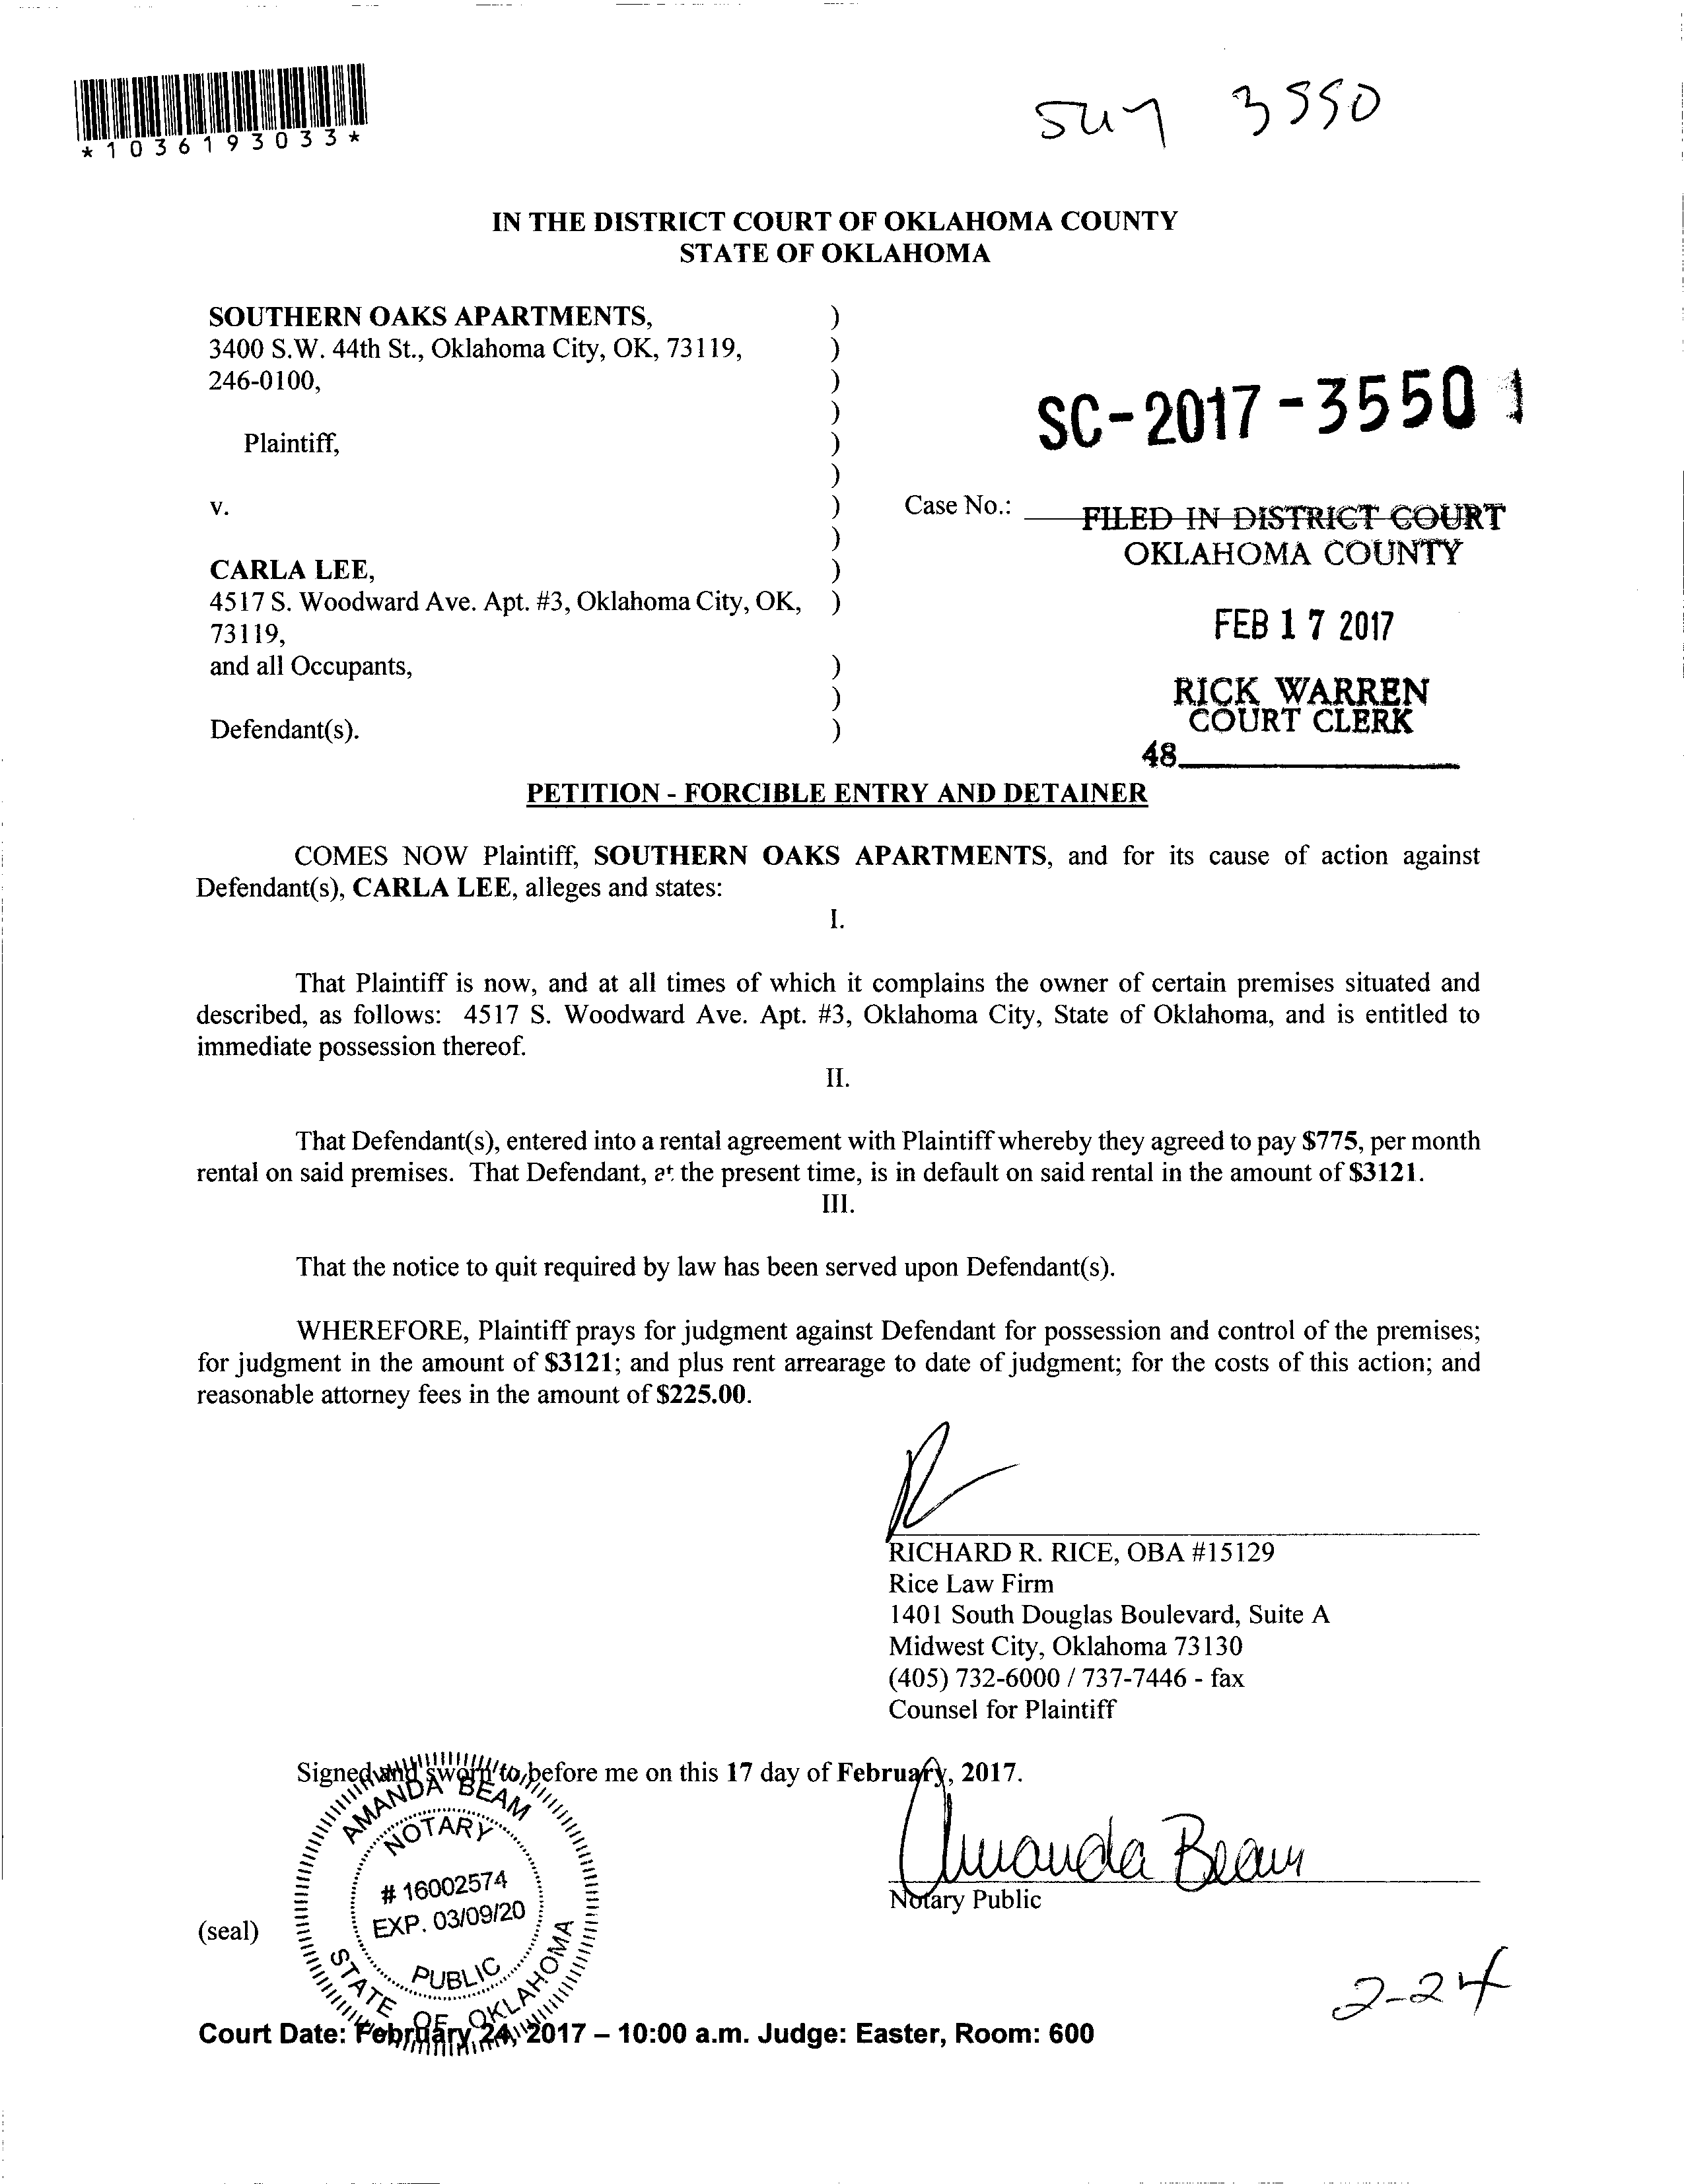 *1036193033*
3550
IN THE DISTRICT COURT OF OKLAHOMA COUNTY
STATE OF OKLAHOMA
SOUTHERN OAKS APARTMENTS, )
3400 S.W. 44th St., Oklahoma City, OK, 73119, )
246-0100, )
)
Plaintiff, )
)
v. )
)
CARLA LEE, )
4517 S. Woodward Ave. Apt. #3, Oklahoma City, OK, )
73119,
and all Occupants, )
)
Defendant(s). )
SC-2017-3550
Case No.:
FILED IN DISTRICT COURT
OKLAHOMA COUNTY
FEB 17 2017
RICK WARREN
COURT CLERK
48
PETITION - FORCIBLE ENTRY AND DETAINER
COMES NOW Plaintiff, SOUTHERN OAKS APARTMENTS, and for its cause of action against
Defendant(s), CARLA LEE, alleges and states:
I.
That Plaintiff is now, and at all times of which it complains the owner of certain premises situated and
described, as follows: 4517 S. Woodward Ave. Apt. #3, Oklahoma City, State of Oklahoma, and is entitled to
immediate possession thereof.
II.
That Defendant(s), entered into a rental agreement with Plaintiff whereby they agreed to pay $775, per month
rental on said premises. That Defendant, at the present time, is in default on said rental in the amount of $3121.
III.
That the notice to quit required by law has been served upon Defendant(s).
WHEREFORE, Plaintiff prays for judgment against Defendant for possession and control of the premises;
for judgment in the amount of $3121; and plus rent arrearage to date of judgment; for the costs of this action; and
reasonable attorney fees in the amount of $225.00.
RICHARD R. RICE, OBA #15129
Rice Law Firm
1401 South Douglas Boulevard, Suite A
Midwest City, Oklahoma 73130
(405) 732-6000 / 737-7446 - fax
Counsel for Plaintiff
Signed and sworn to before me on this 17 day of February, 2017.
AMANDA BEAM
NOTARY
# 16002574
EXP. 03/09/20
PUBLIC
STATE OF OKLAHOMA
Amanda Beam
Notary Public
(seal)
2-24
Court Date: February 24, 2017 – 10:00 a.m. Judge: Easter, Room: 600